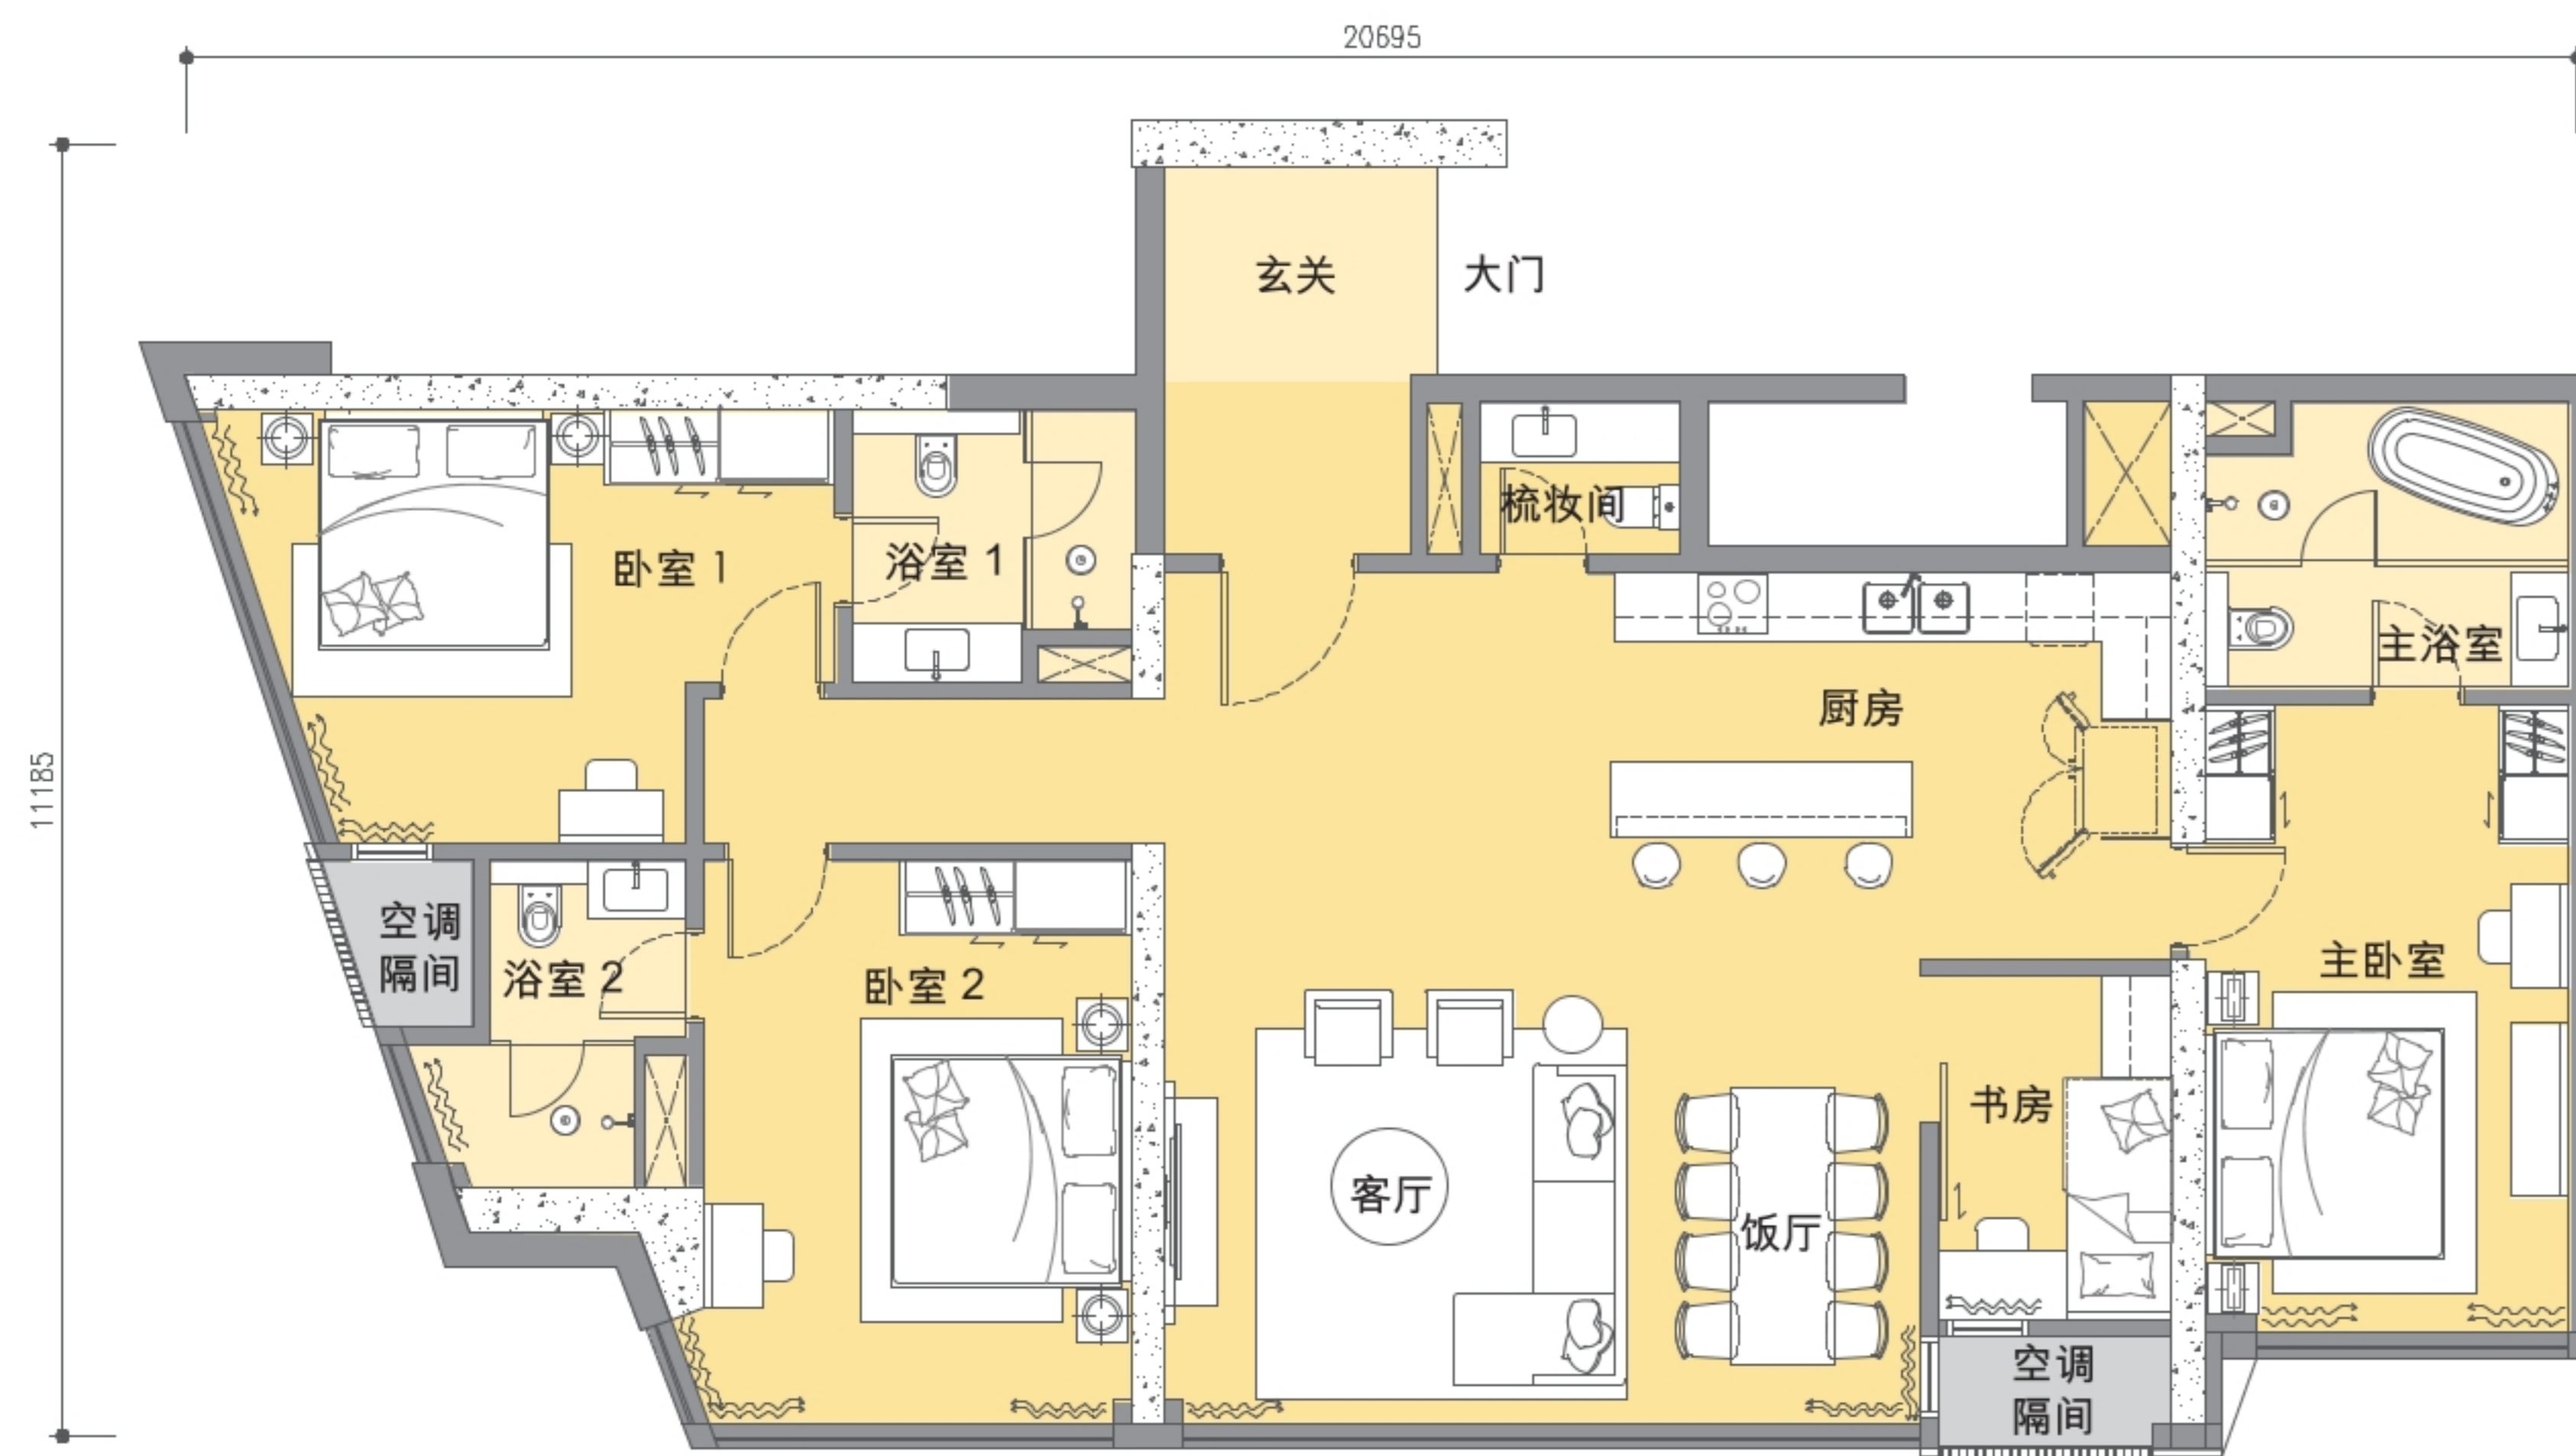 20695
玄关
大门
梳妆间
卧室 1
浴室 1
主浴室
厨房
11185
空调
隔间
浴室 2
卧室 2
主卧室
书房
客厅
饭厅
空调
隔间